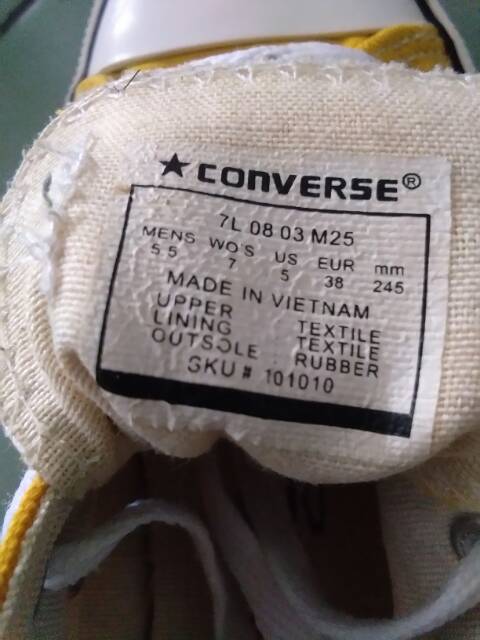 ★CONVERSE®
7L 08 03 M25
MENS WO'S US EUR mm
5 5 7 5 38 245
MADE IN VIETNAM
UPPER TEXTILE
LINING TEXTILE
OUTSOLE RUBBER
SKU # 101010